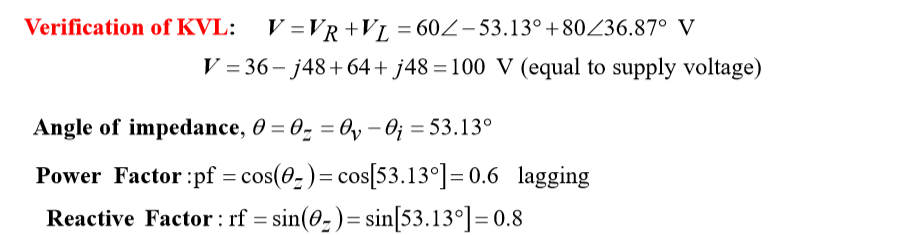 Verification of KVL: V = V_R + V_L = 60∠−53.13° + 80∠36.87° V
V = 36 − j48 + 64 + j48 = 100 V (equal to supply voltage)
Angle of impedance, θ = θ_z = θ_v − θ_i = 53.13°
Power Factor : pf = cos(θ_z) = cos[53.13°] = 0.6 lagging
Reactive Factor : rf = sin(θ_z) = sin[53.13°] = 0.8